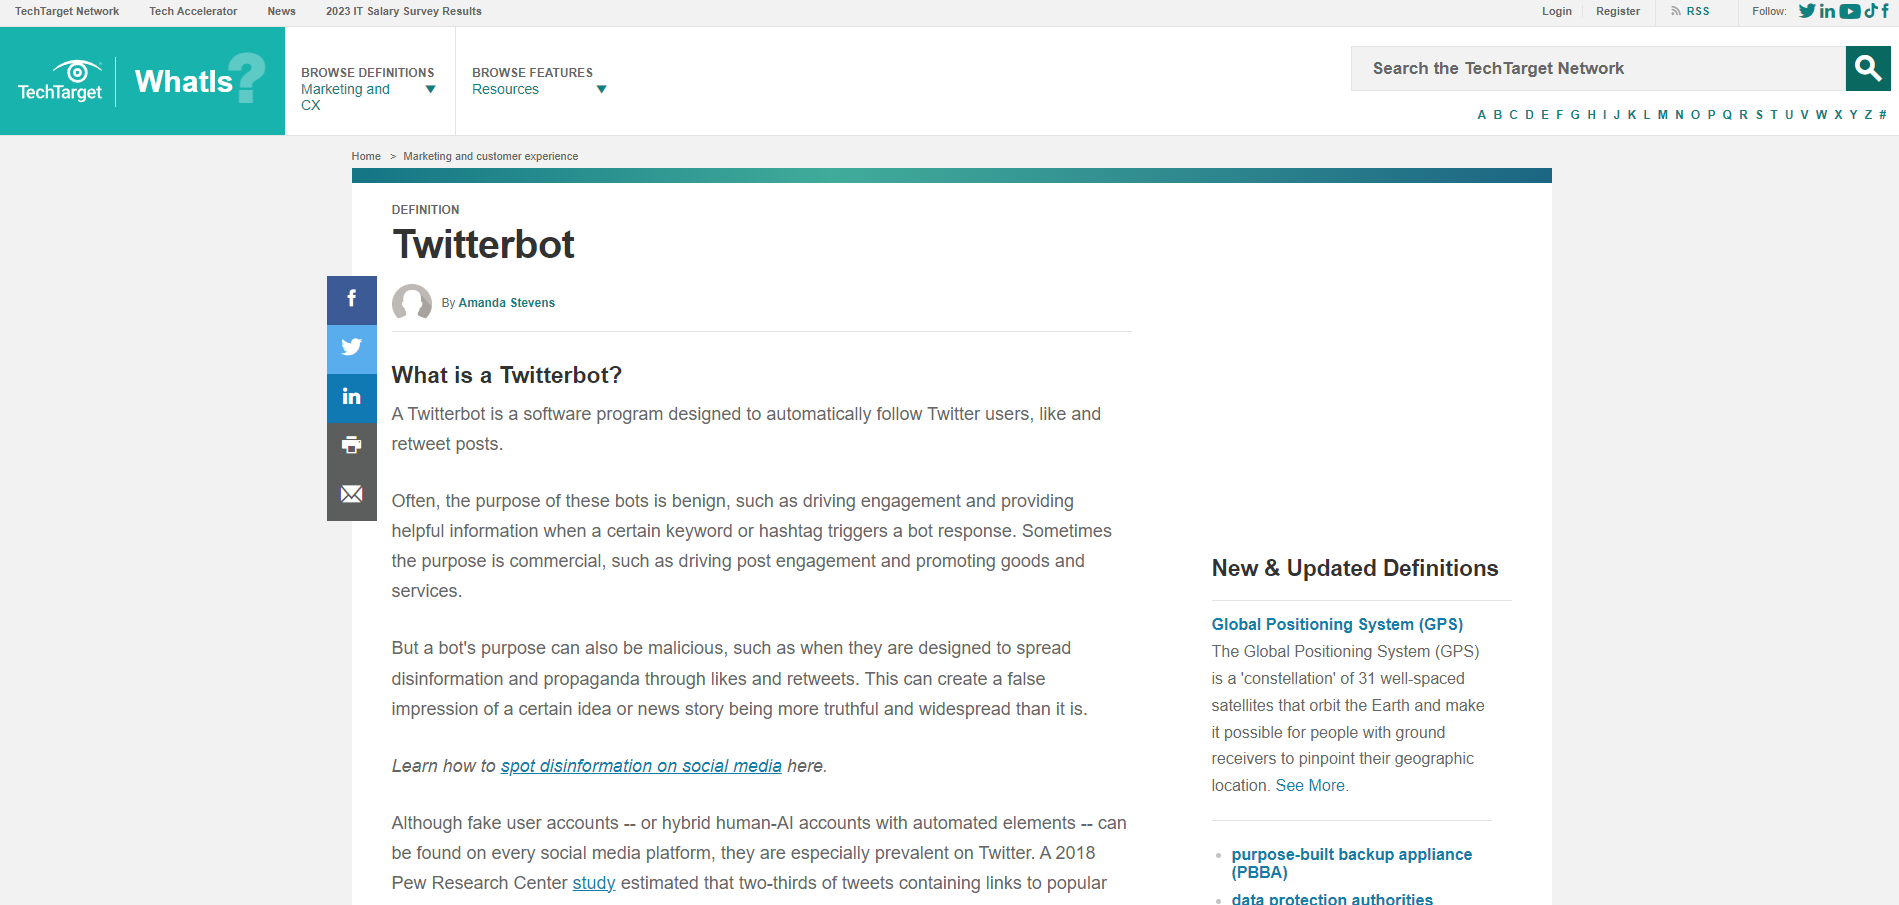 TechTarget Network Tech Accelerator News 2023 IT Salary Survey Results Login Register RSS Follow:
TechTarget WhatIs?
BROWSE DEFINITIONS
Marketing and
CX
BROWSE FEATURES
Resources
Search the TechTarget Network
A B C D E F G H I J K L M N O P Q R S T U V W X Y Z #
Home > Marketing and customer experience
DEFINITION
Twitterbot
By Amanda Stevens
What is a Twitterbot?
A Twitterbot is a software program designed to automatically follow Twitter users, like and
retweet posts.
Often, the purpose of these bots is benign, such as driving engagement and providing
helpful information when a certain keyword or hashtag triggers a bot response. Sometimes
the purpose is commercial, such as driving post engagement and promoting goods and
services.
But a bot's purpose can also be malicious, such as when they are designed to spread
disinformation and propaganda through likes and retweets. This can create a false
impression of a certain idea or news story being more truthful and widespread than it is.
Learn how to spot disinformation on social media here.
Although fake user accounts -- or hybrid human-AI accounts with automated elements -- can
be found on every social media platform, they are especially prevalent on Twitter. A 2018
Pew Research Center study estimated that two-thirds of tweets containing links to popular
New & Updated Definitions
Global Positioning System (GPS)
The Global Positioning System (GPS)
is a 'constellation' of 31 well-spaced
satellites that orbit the Earth and make
it possible for people with ground
receivers to pinpoint their geographic
location. See More.
purpose-built backup appliance
(PBBA)
data protection authorities